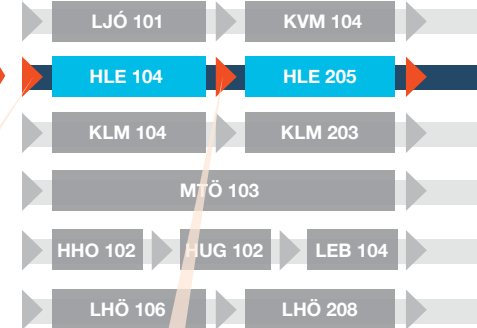 LJÓ 101 KVM 104
HLE 104 HLE 205
KLM 104 KLM 203
MTÖ 103
HHO 102 HUG 102 LEB 104
LHÖ 106 LHÖ 208